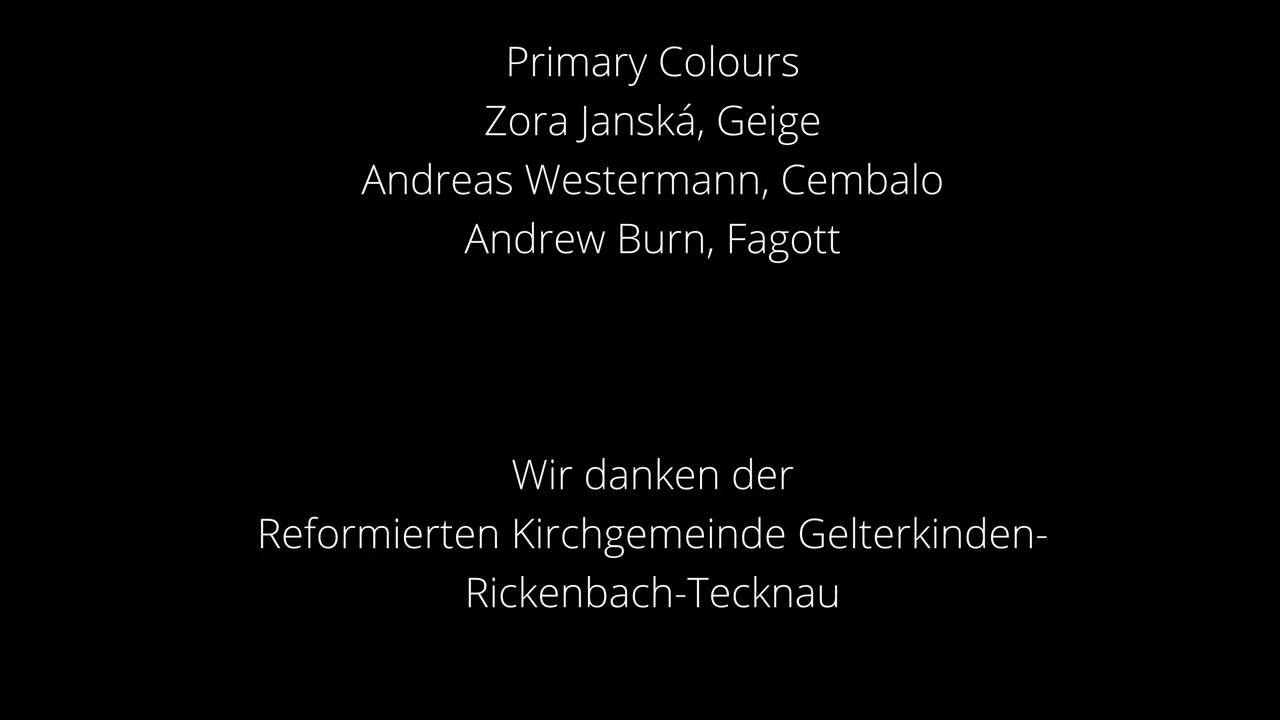 Primary Colours
Zora Janská, Geige
Andreas Westermann, Cembalo
Andrew Burn, Fagott
Wir danken der
Reformierten Kirchgemeinde Gelterkinden-
Rickenbach-Tecknau